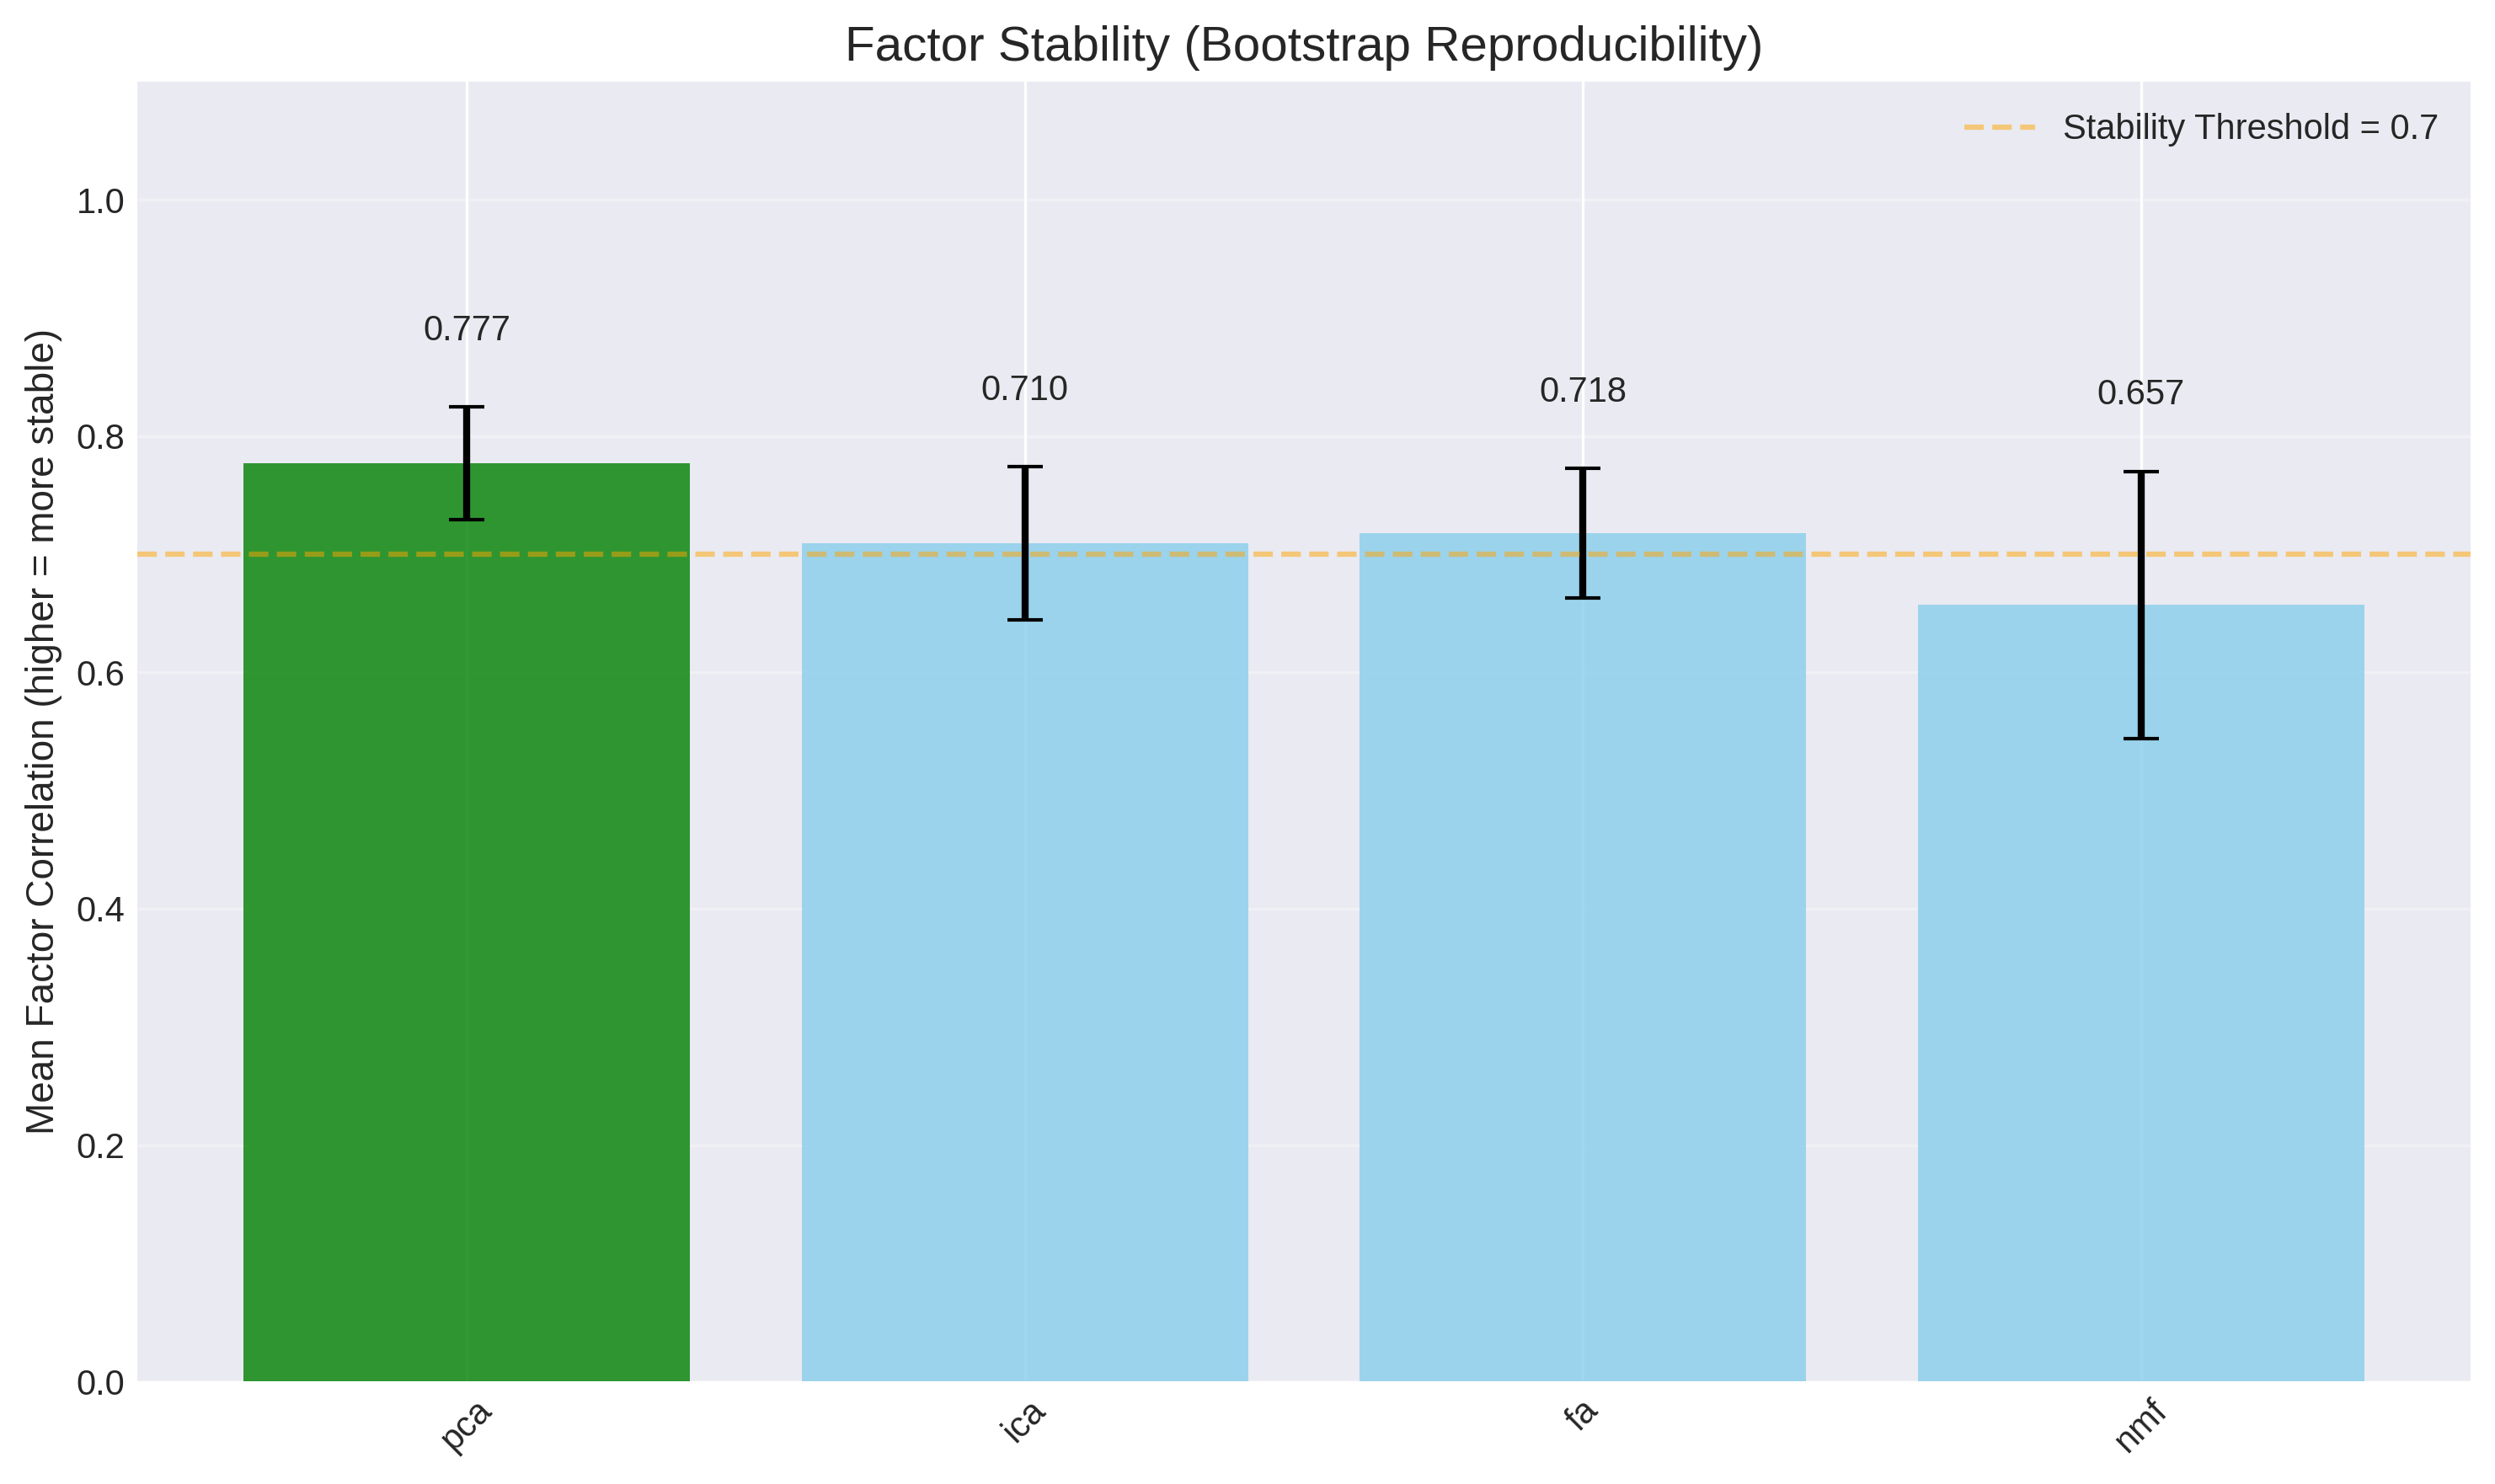 Factor Stability (Bootstrap Reproducibility)
Stability Threshold = 0.7
Mean Factor Correlation (higher = more stable)
1.0
0.8
0.6
0.4
0.2
0.0
0.777
0.710
0.718
0.657
pca
ica
fa
nmf